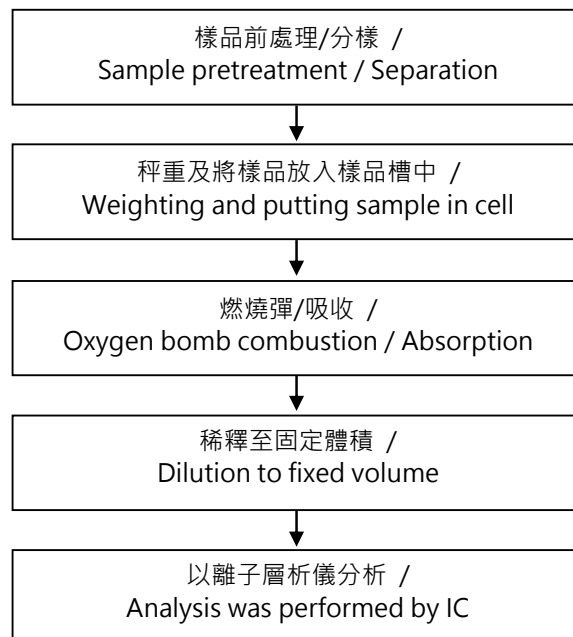 樣品前處理/分樣 /
Sample pretreatment / Separation
秤重及將樣品放入樣品槽中 /
Weighting and putting sample in cell
燃燒彈/吸收 /
Oxygen bomb combustion / Absorption
稀釋至固定體積 /
Dilution to fixed volume
以離子層析儀分析 /
Analysis was performed by IC